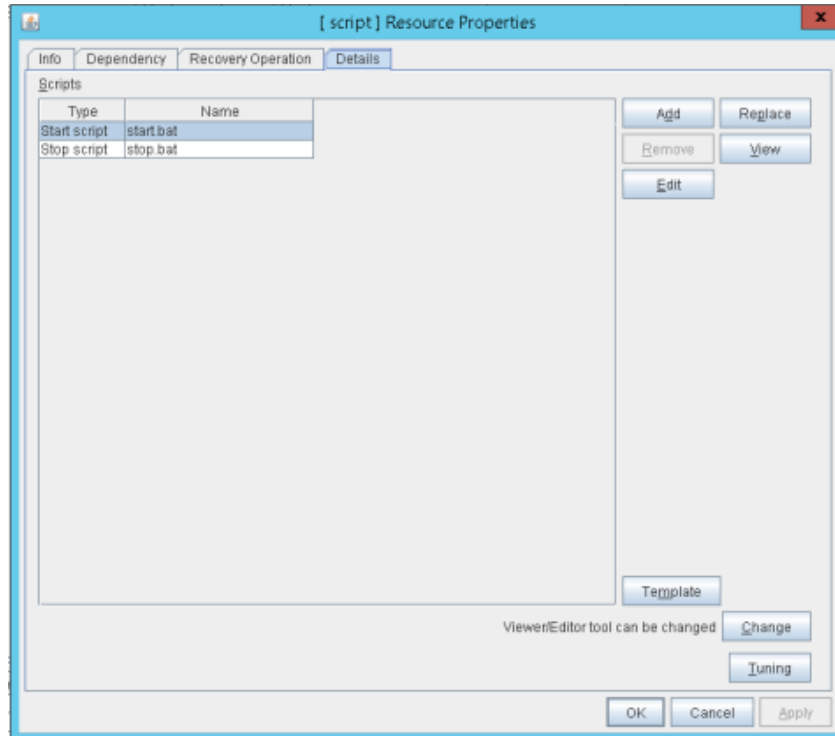 [ script ] Resource Properties
x
Info Dependency Recovery Operation Details
Scripts
Type Name
Start script start.bat
Stop script stop.bat
Add Replace
Remove View
Edit
Template
Viewer/Editor tool can be changed Change
Tuning
OK Cancel Apply